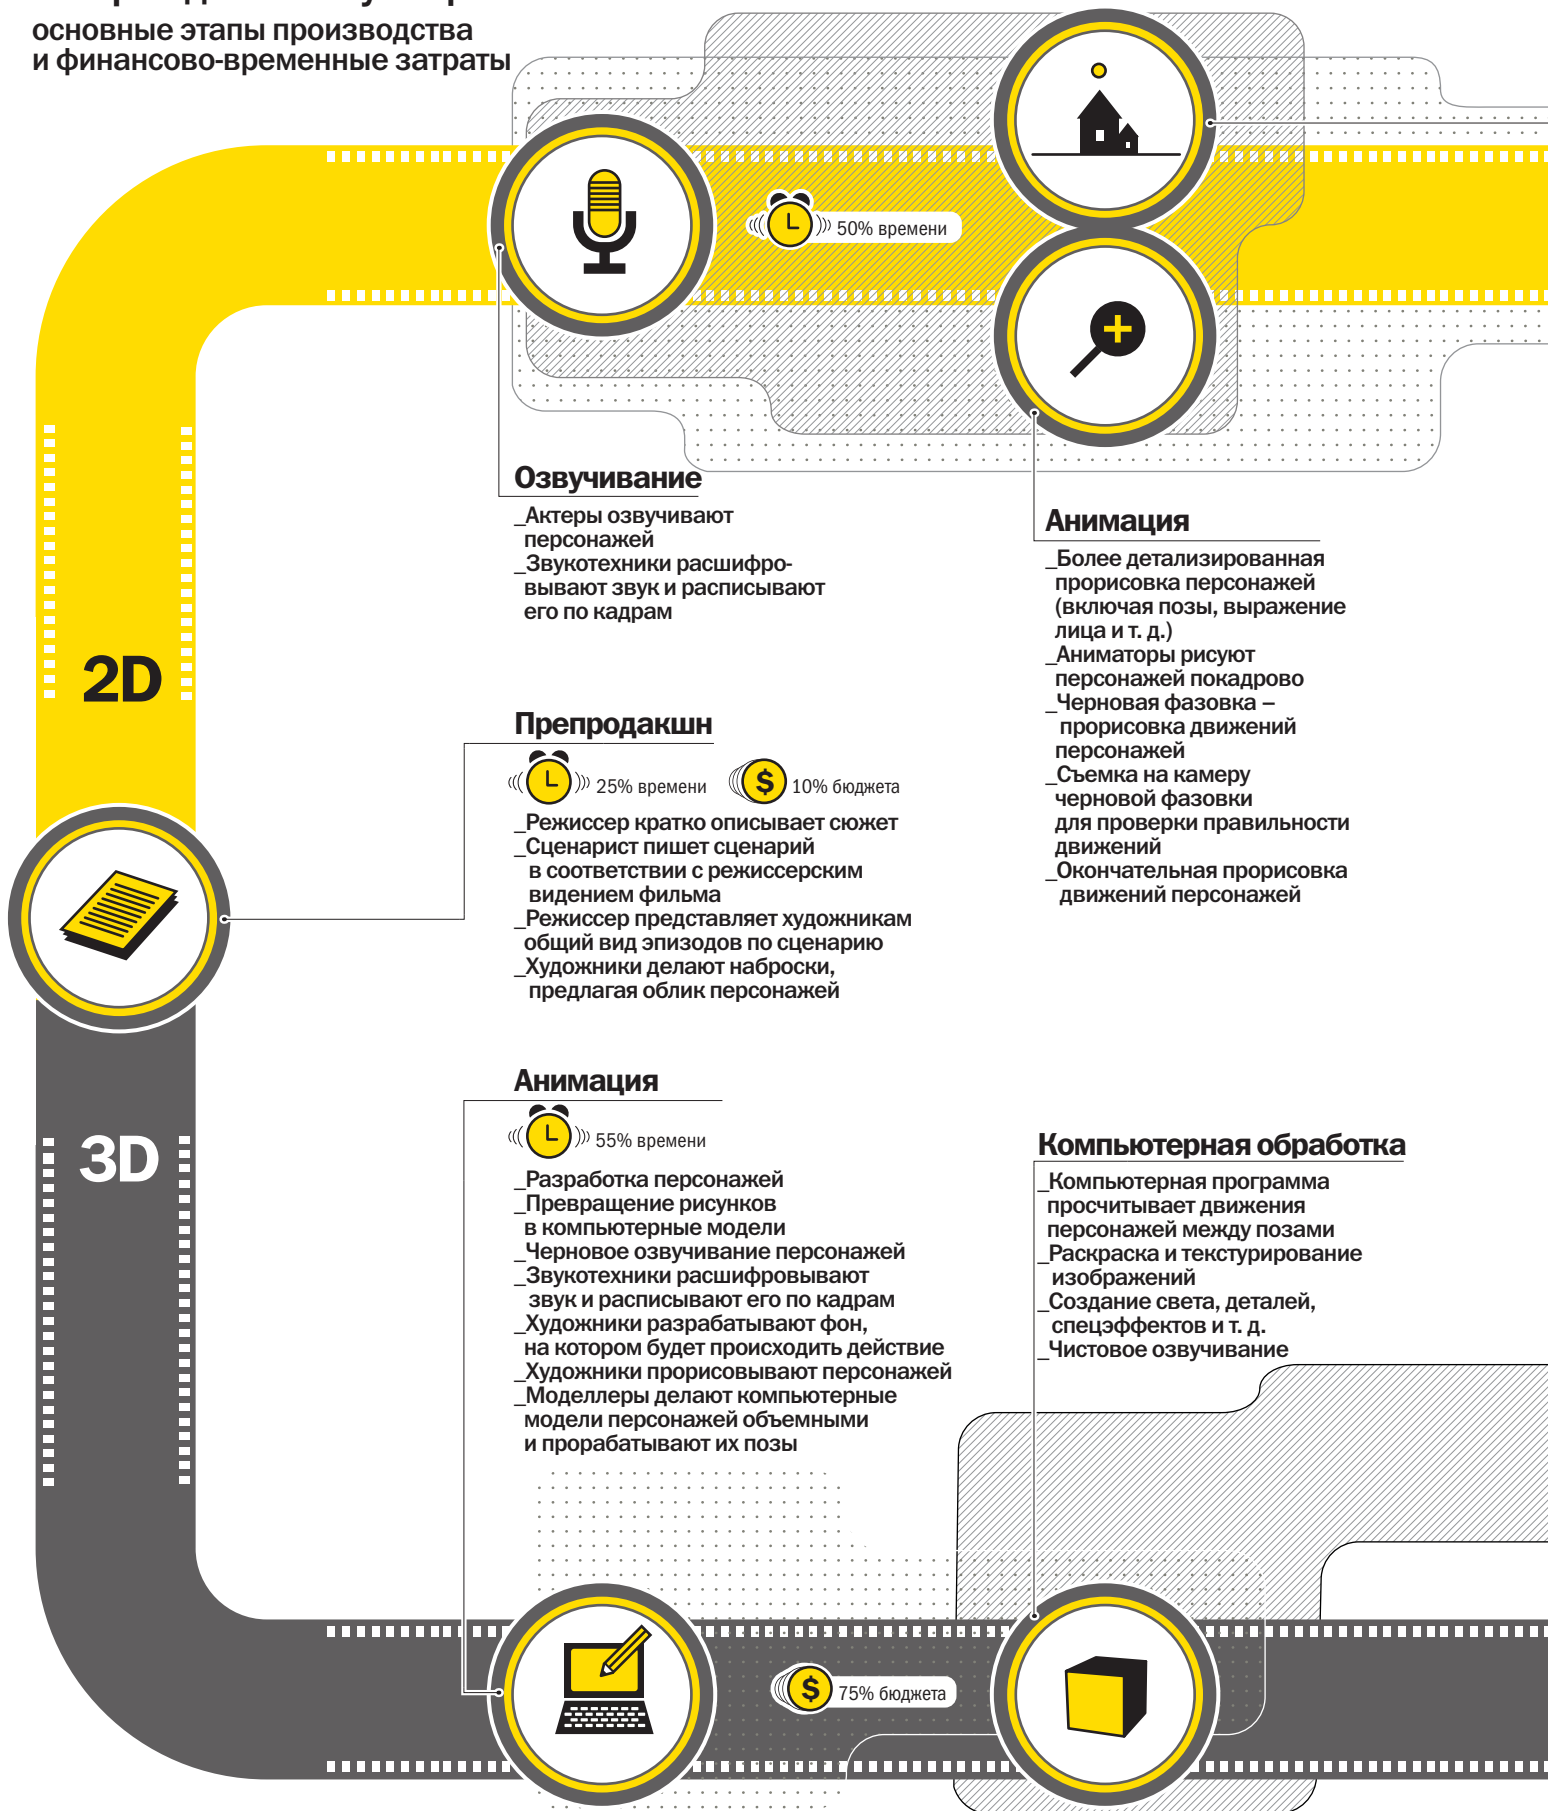 основные этапы производства
и финансово-временные затраты
50% времени
Озвучивание
_Актеры озвучивают
персонажей
_Звукотехники расшифро-
вывают звук и расписывают
его по кадрам
Анимация
_Более детализированная
прорисовка персонажей
(включая позы, выражение
лица и т. д.)
_Аниматоры рисуют
персонажей покадрово
_Черновая фазовка –
прорисовка движений
персонажей
_Съемка на камеру
черновой фазовки
для проверки правильности
движений
_Окончательная прорисовка
движений персонажей
2D
Препродакшн
25% времени
$ 10% бюджета
_Режиссер кратко описывает сюжет
_Сценарист пишет сценарий
в соответствии с режиссерским
видением фильма
_Режиссер представляет художникам
общий вид эпизодов по сценарию
_Художники делают наброски,
предлагая облик персонажей
3D
Анимация
55% времени
_Разработка персонажей
_Превращение рисунков
в компьютерные модели
_Черновое озвучивание персонажей
_Звукотехники расшифровывают
звук и расписывают его по кадрам
_Художники разрабатывают фон,
на котором будет происходить действие
_Художники прорисовывают персонажей
_Моделлеры делают компьютерные
модели персонажей объемными
и прорабатывают их позы
Компьютерная обработка
_Компьютерная программа
просчитывает движения
персонажей между позами
_Раскраска и текстурирование
изображений
_Создание света, деталей,
спецэффектов и т. д.
_Чистовое озвучивание
$ 75% бюджета